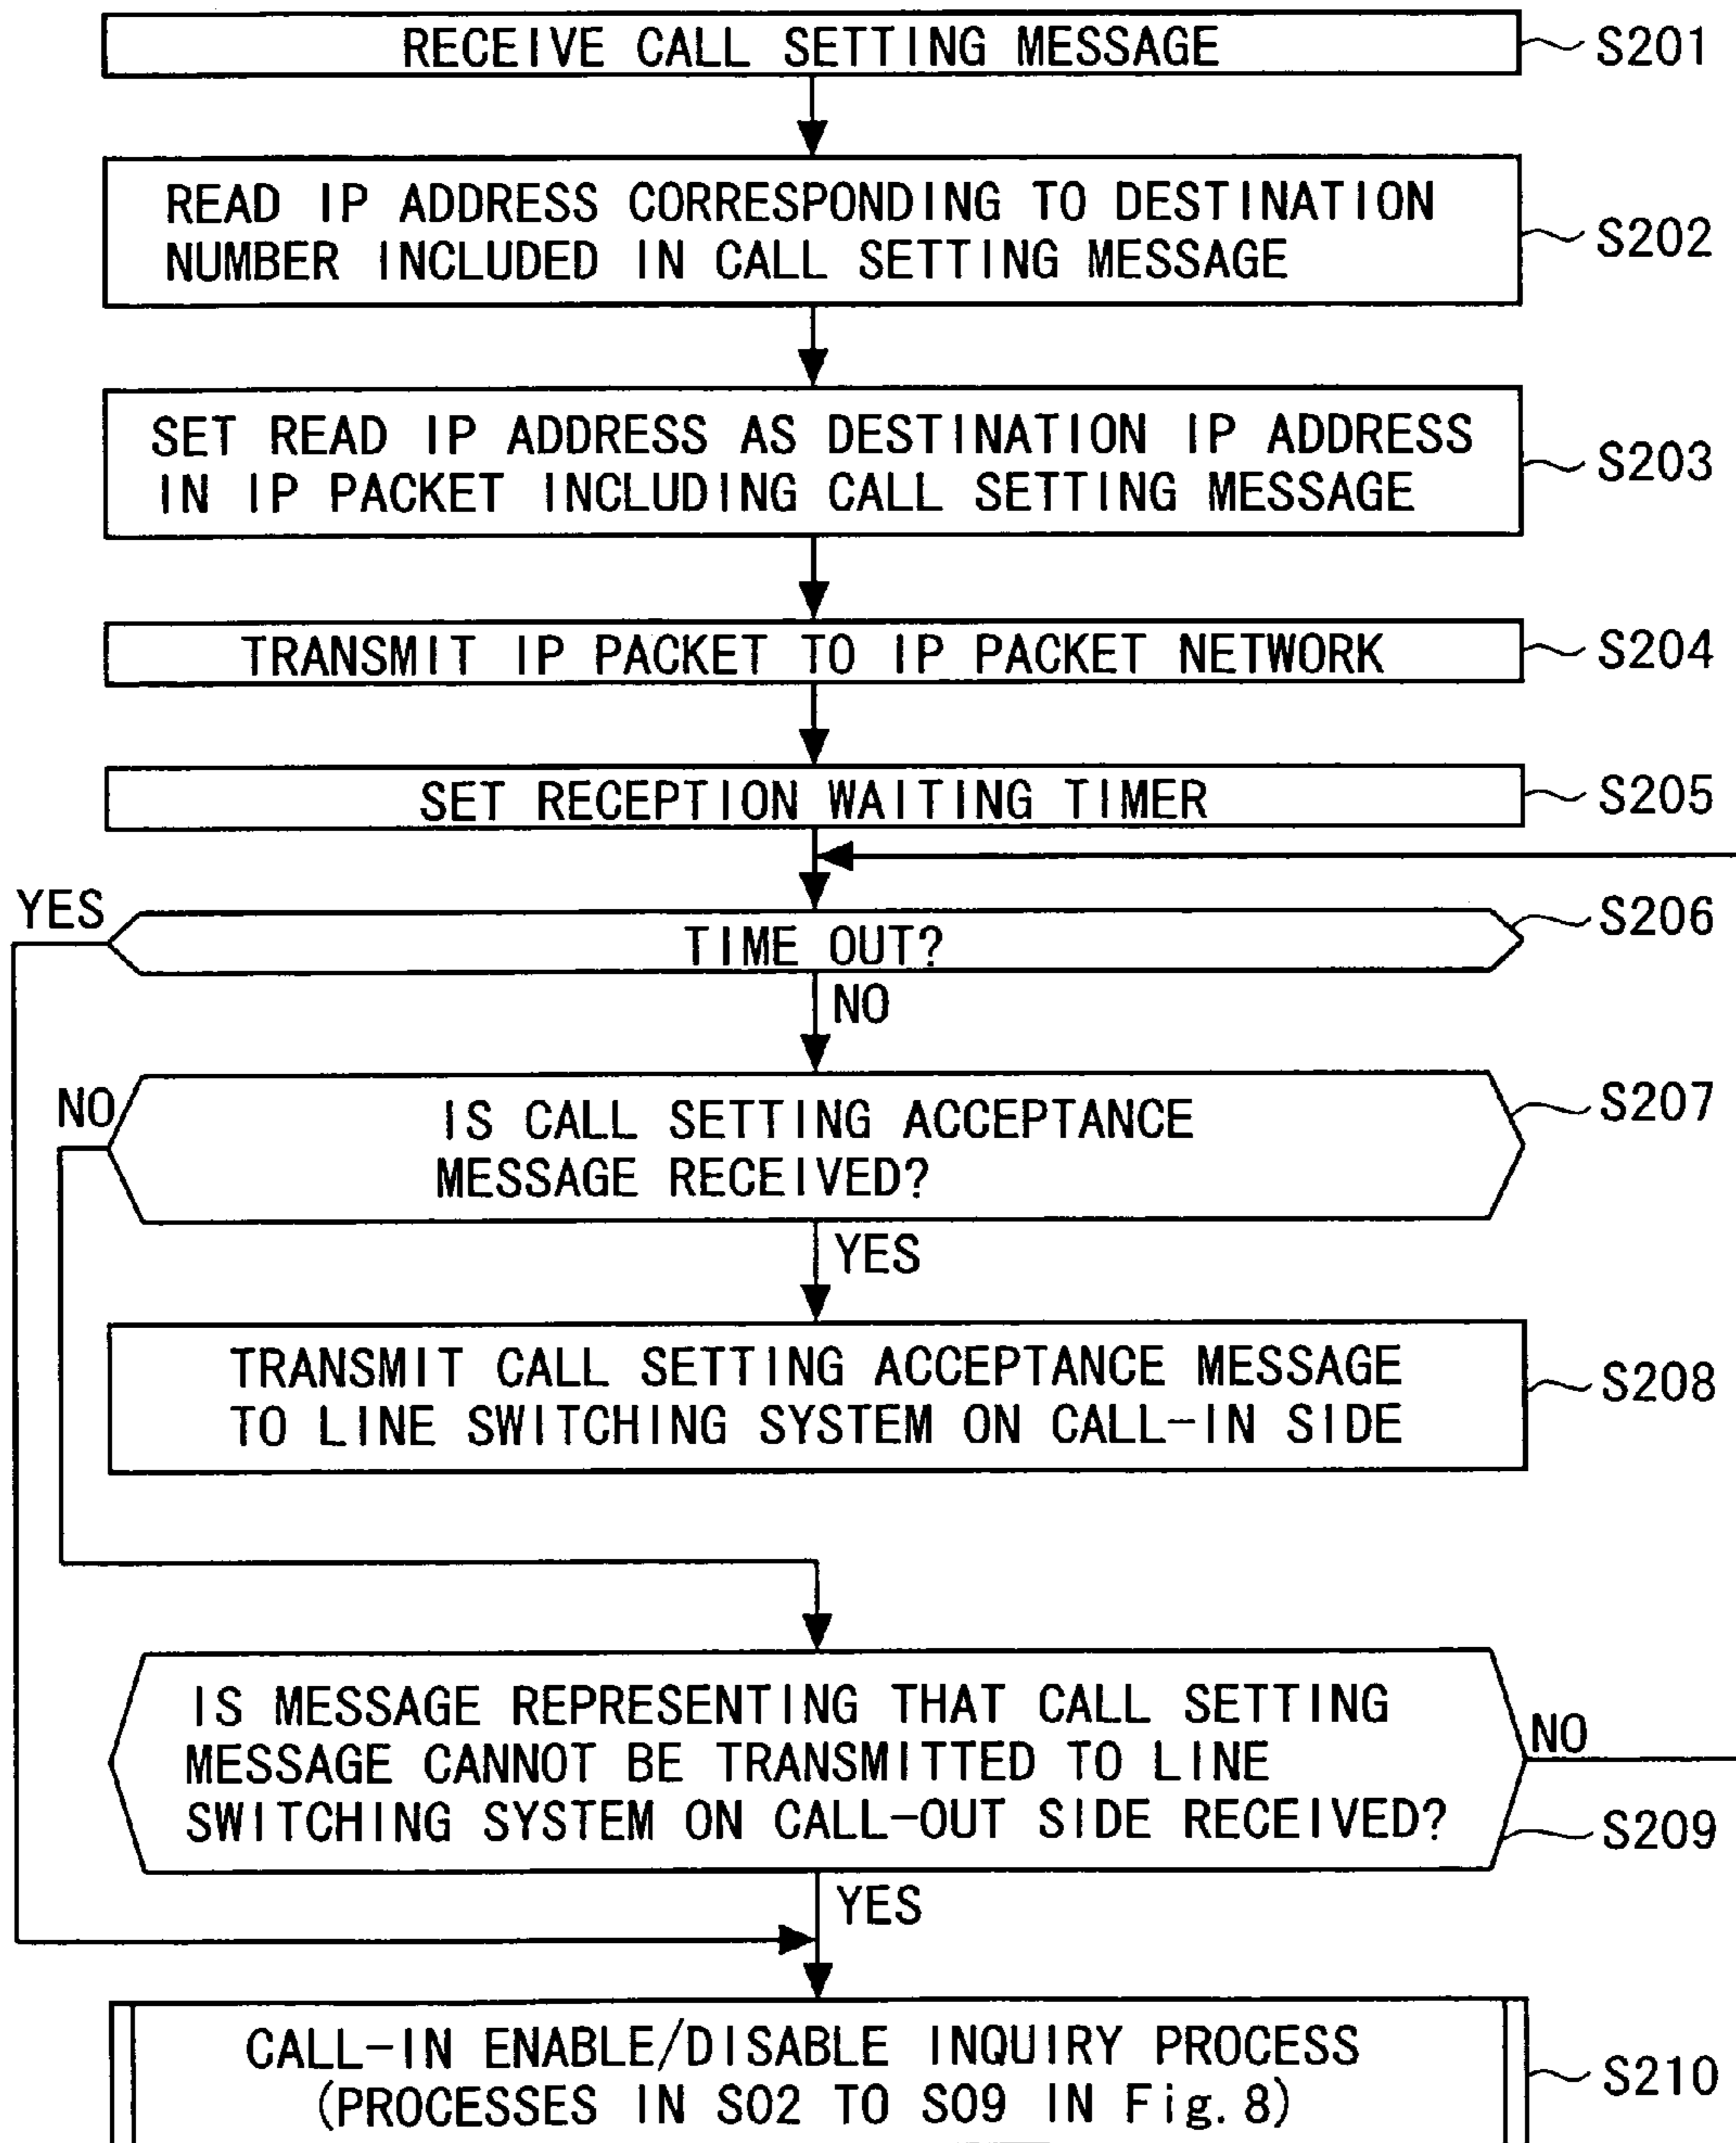 RECEIVE CALL SETTING MESSAGE
S201
READ IP ADDRESS CORRESPONDING TO DESTINATION
NUMBER INCLUDED IN CALL SETTING MESSAGE
S202
SET READ IP ADDRESS AS DESTINATION IP ADDRESS
IN IP PACKET INCLUDING CALL SETTING MESSAGE
S203
TRANSMIT IP PACKET TO IP PACKET NETWORK
S204
SET RECEPTION WAITING TIMER
S205
YES
TIME OUT?
S206
NO
NO
IS CALL SETTING ACCEPTANCE
MESSAGE RECEIVED?
S207
YES
TRANSMIT CALL SETTING ACCEPTANCE MESSAGE
TO LINE SWITCHING SYSTEM ON CALL-IN SIDE
S208
IS MESSAGE REPRESENTING THAT CALL SETTING
MESSAGE CANNOT BE TRANSMITTED TO LINE
SWITCHING SYSTEM ON CALL-OUT SIDE RECEIVED?
NO
S209
YES
CALL-IN ENABLE/DISABLE INQUIRY PROCESS
(PROCESSES IN S02 TO S09 IN Fig. 8)
S210